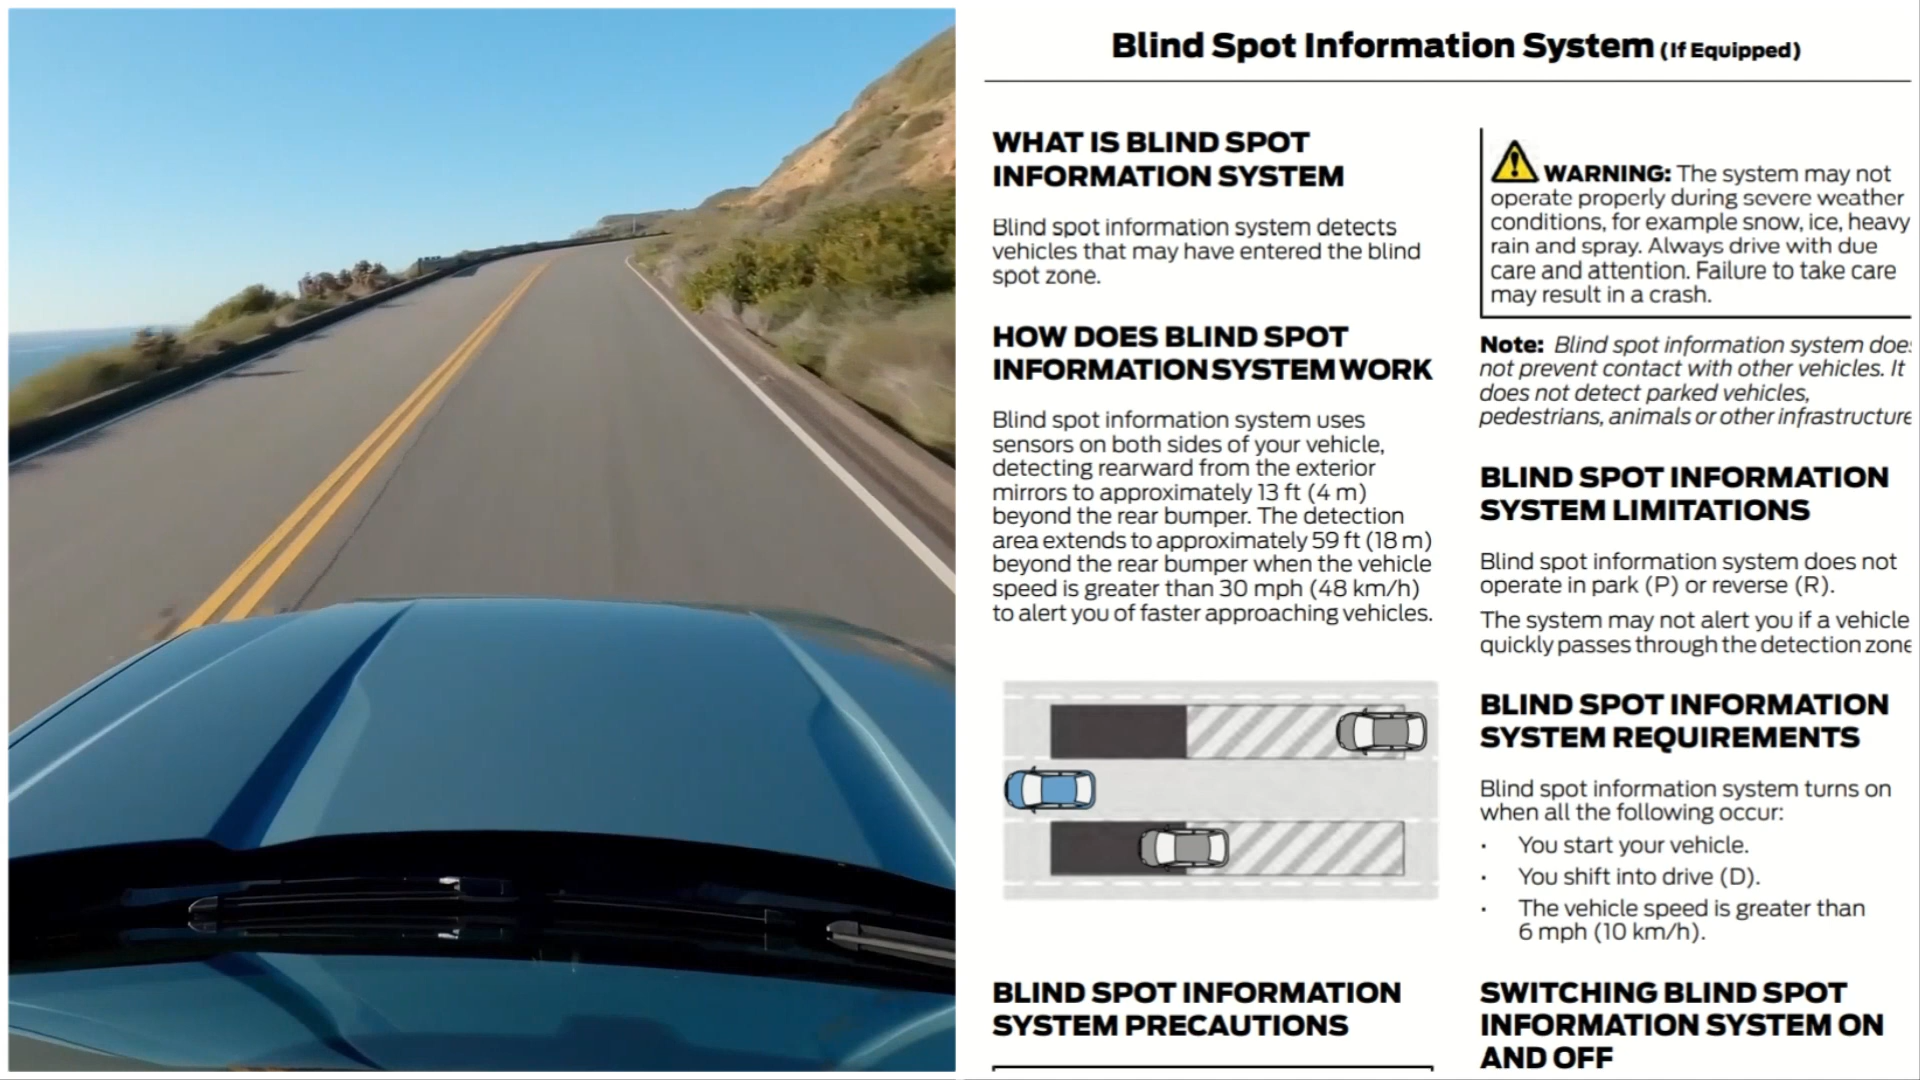 Blind Spot Information System (If Equipped)
WHAT IS BLIND SPOT
INFORMATION SYSTEM
Blind spot information system detects
vehicles that may have entered the blind
spot zone.
HOW DOES BLIND SPOT
INFORMATION SYSTEM WORK
Blind spot information system uses
sensors on both sides of your vehicle,
detecting rearward from the exterior
mirrors to approximately 13 ft (4 m)
beyond the rear bumper. The detection
area extends to approximately 59 ft (18 m)
beyond the rear bumper when the vehicle
speed is greater than 30 mph (48 km/h)
to alert you of faster approaching vehicles.
BLIND SPOT INFORMATION
SYSTEM PRECAUTIONS
WARNING: The system may not
operate properly during severe weather
conditions, for example snow, ice, heavy
rain and spray. Always drive with due
care and attention. Failure to take care
may result in a crash.
Note: Blind spot information system does
not prevent contact with other vehicles. It
does not detect parked vehicles,
pedestrians, animals or other infrastructure
BLIND SPOT INFORMATION
SYSTEM LIMITATIONS
Blind spot information system does not
operate in park (P) or reverse (R).
The system may not alert you if a vehicle
quickly passes through the detection zone
BLIND SPOT INFORMATION
SYSTEM REQUIREMENTS
Blind spot information system turns on
when all the following occur:
· You start your vehicle.
· You shift into drive (D).
· The vehicle speed is greater than
6 mph (10 km/h).
SWITCHING BLIND SPOT
INFORMATION SYSTEM ON
AND OFF